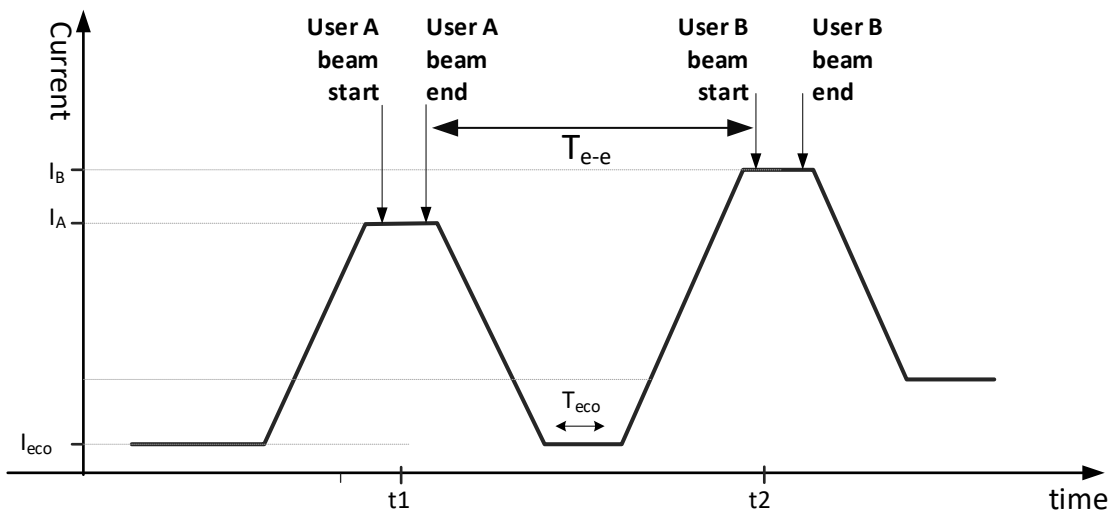 Current
User A
beam
start
User A
beam
end
User B
beam
start
User B
beam
end
Te-e
IB
IA
Teco
Ieco
t1
t2
time